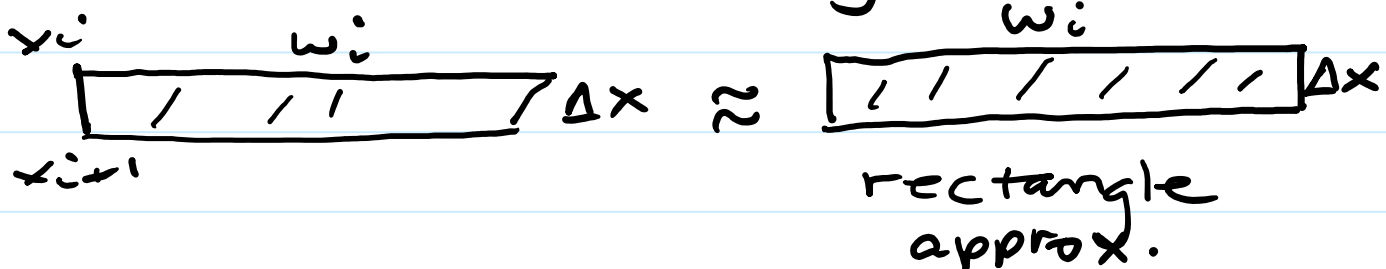 xi wi wi
Δx ≈ Δx
xi+1
rectangle
approx.